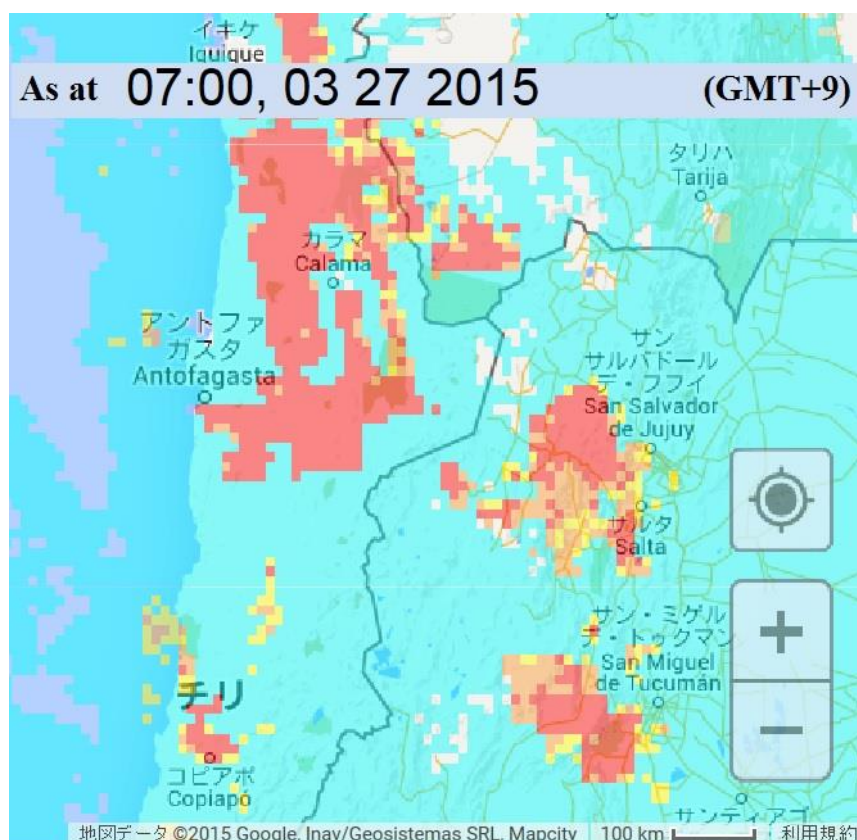 イキケ
Iquique
As at 07:00, 03 27 2015 (GMT+9)
タリハ
Tarija
カラマ
Calama
アントファ
ガスタ
Antofagasta
サン
サルバドール
デ・フフイ
San Salvador
de Jujuy
サルタ
Salta
サン・ミゲル
デ・トゥクマン
San Miguel
de Tucumán
チリ
コピアポ
Copiapó
サンティアゴ
地図データ ©2015 Google, Inav/Geosistemas SRL, Mapcity 100 km 利用規約